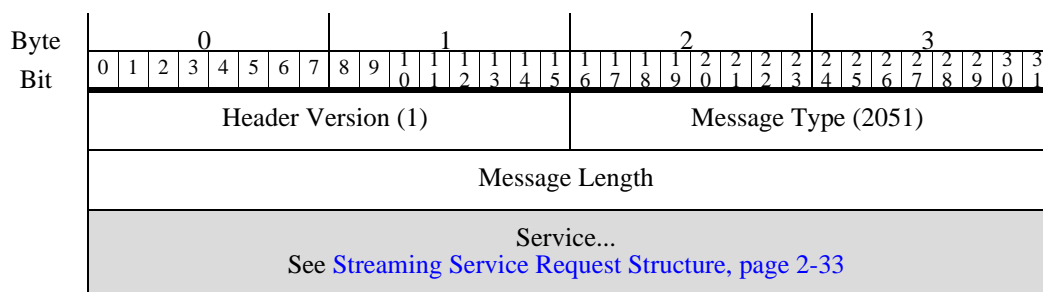 Byte 0 1 2 3
Bit 0 1 2 3 4 5 6 7 8 9 10 11 12 13 14 15 16 17 18 19 20 21 22 23 24 25 26 27 28 29 30 31
Header Version (1) Message Type (2051)
Message Length
Service...
See Streaming Service Request Structure, page 2-33